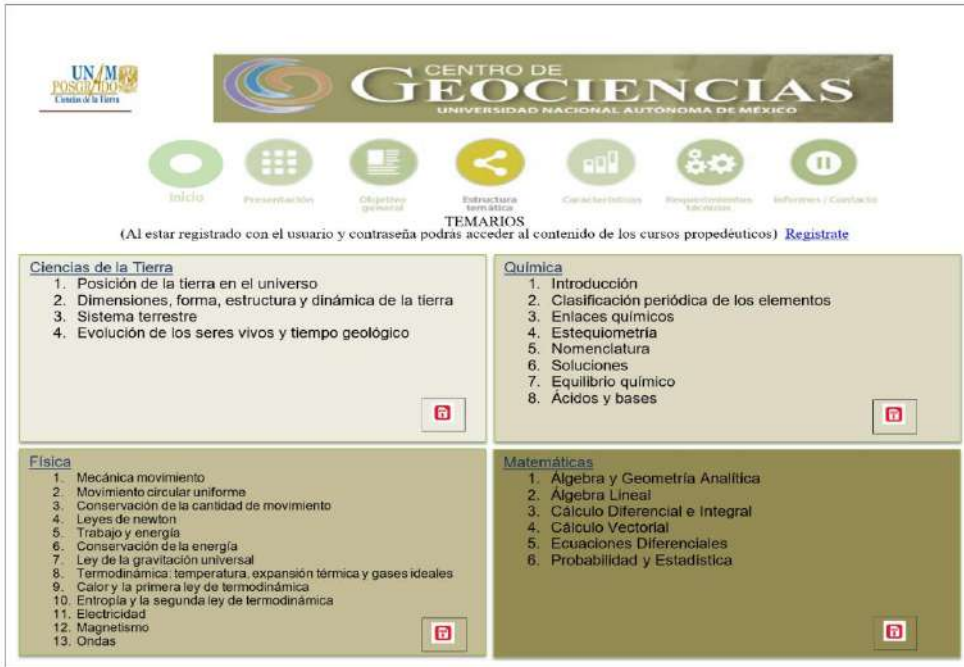 UNAM
POSGRADO
Ciencias de la Tierra
CENTRO DE
GEOCIENCIAS
UNIVERSIDAD NACIONAL AUTÓNOMA DE MÉXICO
Inicio
Presentación
Objetivo general
Estructura temática
Características
Requerimientos técnicos
Informes / Contacto
TEMARIOS
(Al estar registrado con el usuario y contraseña podrás acceder al contenido de los cursos propedéuticos) Registrate
Ciencias de la Tierra
1. Posición de la tierra en el universo
2. Dimensiones, forma, estructura y dinámica de la tierra
3. Sistema terrestre
4. Evolución de los seres vivos y tiempo geológico
Química
1. Introducción
2. Clasificación periódica de los elementos
3. Enlaces químicos
4. Estequiometría
5. Nomenclatura
6. Soluciones
7. Equilibrio químico
8. Ácidos y bases
Física
1. Mecánica movimiento
2. Movimiento circular uniforme
3. Conservación de la cantidad de movimiento
4. Leyes de newton
5. Trabajo y energía
6. Conservación de la energía
7. Ley de la gravitación universal
8. Termodinámica: temperatura, expansión térmica y gases ideales
9. Calor y la primera ley de termodinámica
10. Entropía y la segunda ley de termodinámica
11. Electricidad
12. Magnetismo
13. Ondas
Matemáticas
1. Álgebra y Geometría Analítica
2. Álgebra Lineal
3. Cálculo Diferencial e Integral
4. Cálculo Vectorial
5. Ecuaciones Diferenciales
6. Probabilidad y Estadística